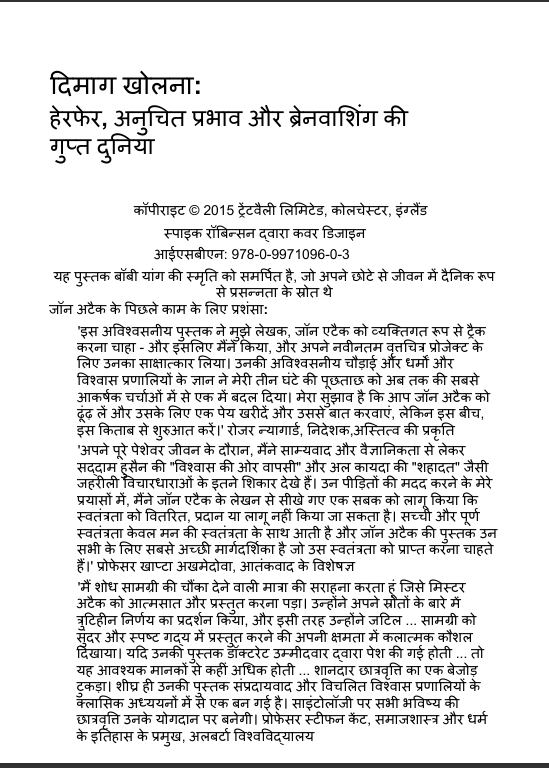 दिमाग खोलना:
हेरफेर, अनुचित प्रभाव और ब्रेनवाशिंग की
गुप्त दुनिया
कॉपीराइट © 2015 ट्रेंटवैली लिमिटेड, कोलचेस्टर, इंग्लैंड
स्पाइक रॉबिन्सन द्वारा कवर डिजाइन
आईएसबीएन: 978-0-9971096-0-3
यह पुस्तक बॉबी यांग की स्मृति को समर्पित है, जो अपने छोटे से जीवन में दैनिक रूप
से प्रसन्नता के स्रोत थे
जॉन अटैक के पिछले काम के लिए प्रशंसा:
'इस अविश्वसनीय पुस्तक ने मुझे लेखक, जॉन एटैक को व्यक्तिगत रूप से ट्रैक
करना चाहा - और इसलिए मैंने किया, और अपने नवीनतम वृत्तचित्र प्रोजेक्ट के
लिए उनका साक्षात्कार लिया। उनकी अविश्वसनीय चौड़ाई और धर्मों और
विश्वास प्रणालियों के ज्ञान ने मेरी तीन घंटे की पूछताछ को अब तक की सबसे
आकर्षक चर्चाओं में से एक में बदल दिया। मेरा सुझाव है कि आप जॉन अटैक को
ढूंढ़ लें और उसके लिए एक पेय खरीदें और उससे बात करवाएं, लेकिन इस बीच,
इस किताब से शुरुआत करें।' रोजर न्यागार्ड, निदेशक,अस्तित्व की प्रकृति
'अपने पूरे पेशेवर जीवन के दौरान, मैंने साम्यवाद और वैज्ञानिकता से लेकर
सद्दाम हुसैन की "विश्वास की ओर वापसी" और अल कायदा की "शहादत" जैसी
जहरीली विचारधाराओं के इतने शिकार देखे हैं। उन पीड़ितों की मदद करने के मेरे
प्रयासों में, मैंने जॉन एटैक के लेखन से सीखे गए एक सबक को लागू किया कि
स्वतंत्रता को वितरित, प्रदान या लागू नहीं किया जा सकता है। सच्ची और पूर्ण
स्वतंत्रता केवल मन की स्वतंत्रता के साथ आती है और जॉन अटैक की पुस्तक उन
सभी के लिए सबसे अच्छी मार्गदर्शिका है जो उस स्वतंत्रता को प्राप्त करना चाहते
हैं।' प्रोफेसर खाप्टा अखमेदोवा, आतंकवाद के विशेषज्ञ
'मैं शोध सामग्री की चौंका देने वाली मात्रा की सराहना करता हूं जिसे मिस्टर
अटैक को आत्मसात और प्रस्तुत करना पड़ा। उन्होंने अपने स्रोतों के बारे में
त्रुटिहीन निर्णय का प्रदर्शन किया, और इसी तरह उन्होंने जटिल ... सामग्री को
सुंदर और स्पष्ट गद्य में प्रस्तुत करने की अपनी क्षमता में कलात्मक कौशल
दिखाया। यदि उनकी पुस्तक डॉक्टरेट उम्मीदवार द्वारा पेश की गई होती ... तो
यह आवश्यक मानकों से कहीं अधिक होती ... शानदार छात्रवृत्ति का एक बेजोड़
टुकड़ा। शीघ्र ही उनकी पुस्तक संप्रदायवाद और विचलित विश्वास प्रणालियों के
क्लासिक अध्ययनों में से एक बन गई है। साइंटोलॉजी पर सभी भविष्य की
छात्रवृत्ति उनके योगदान पर बनेगी। प्रोफेसर स्टीफन केंट, समाजशास्त्र और धर्म
के इतिहास के प्रमुख, अलबर्टा विश्वविद्यालय